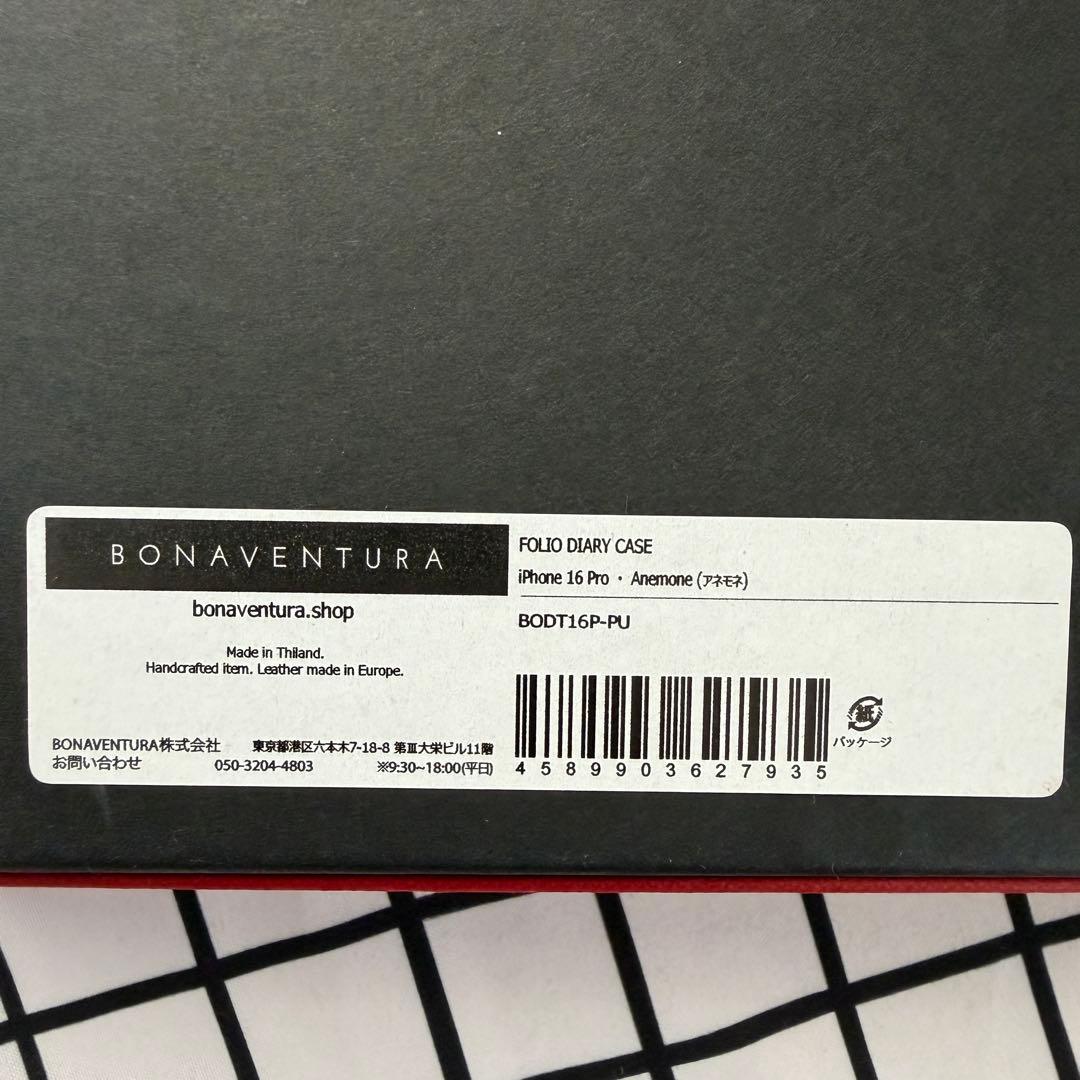 BONAVENTURA
bonaventura.shop
Made in Thiland.
Handcrafted item. Leather made in Europe.
BONAVENTURA株式会社 東京都港区六本木7-18-8 第Ⅲ大栄ビル11階
お問い合わせ 050-3204-4803 ※9:30~18:00(平日)
FOLIO DIARY CASE
iPhone 16 Pro・Anemone (アネモネ)
BODT16P-PU
4589903627935
紙
パッケージ